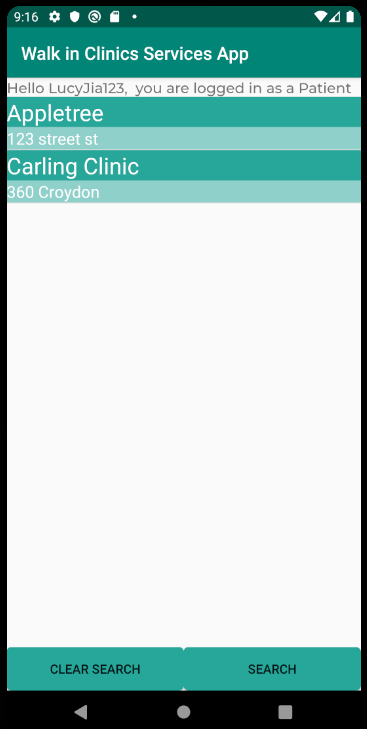 9:16
Walk in Clinics Services App
Hello LucyJia123,  you are logged in as a Patient
Appletree
123 street st
Carling Clinic
360 Croydon
CLEAR SEARCH
SEARCH